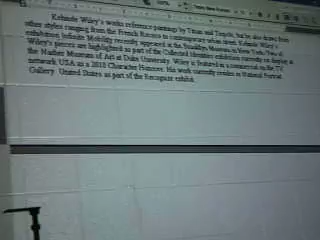 Kehinde Wiley's works reference paintings by Titian and Tiepolo, but he also draws from
other styles ranging from the French Rococo to contemporary urban street. Kehinde Wiley's
exhibition Infinite Mobility recently appeared at the Brooklyn Museum in New York. Two of
Wiley's pieces are highlighted as part of the Collected Identities exhibition currently on display at
the Nasher Museum of Art at Duke University. Wiley is featured in a commercial on the TV
network USA as a 2010 Character Honoree. His work currently resides in National Portrait
Gallery United States as part of the Recognize exhibit.